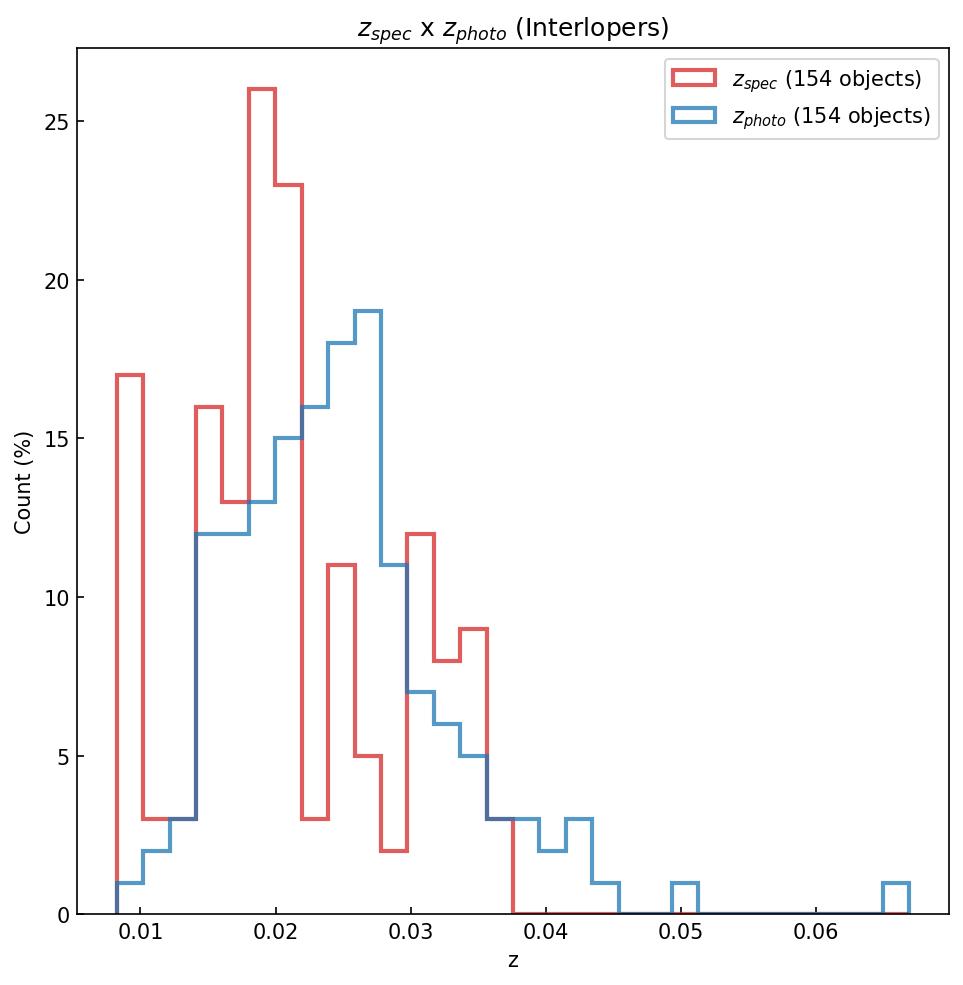 z_spec x z_photo (Interlopers)
z_spec (154 objects)
z_photo (154 objects)
Count (%)
25
20
15
10
5
0
0.01 0.02 0.03 0.04 0.05 0.06
z